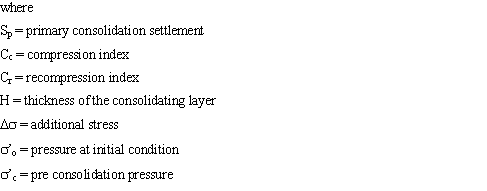 where
Sp = primary consolidation settlement
Cc = compression index
Cr = recompression index
H = thickness of the consolidating layer
Δσ = additional stress
σ'o = pressure at initial condition
σ'c = pre consolidation pressure